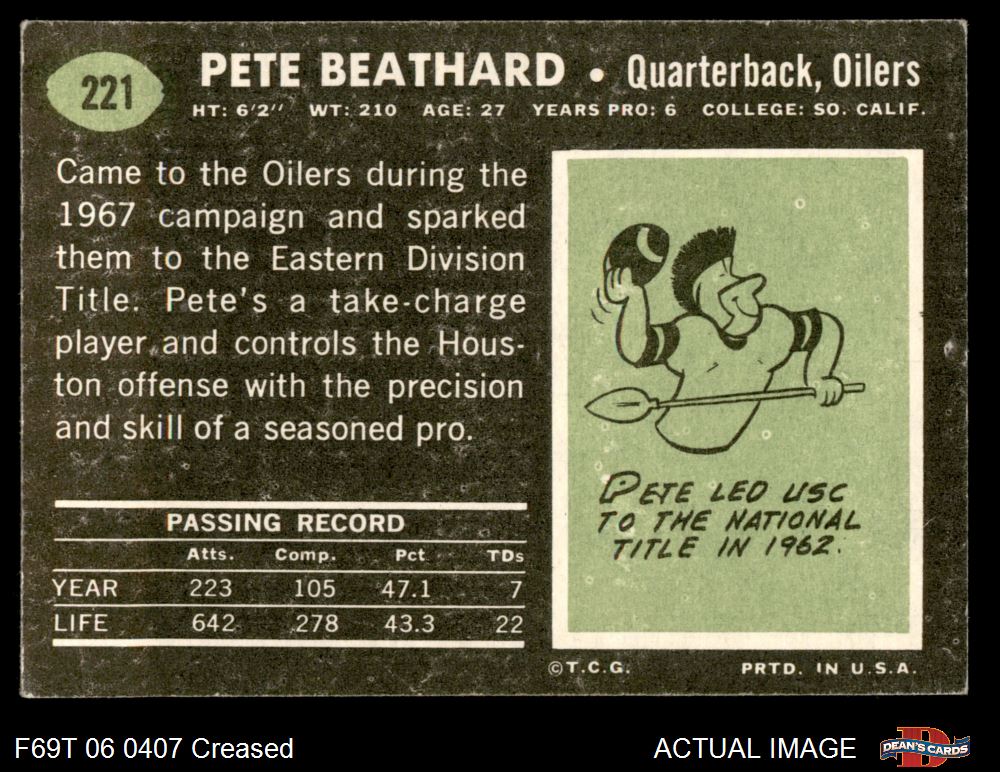 221
PETE BEATHARD • Quarterback, Oilers
HT: 6'2" WT: 210 AGE: 27 YEARS PRO: 6 COLLEGE: SO. CALIF.
Came to the Oilers during the
1967 campaign and sparked
them to the Eastern Division
Title. Pete's a take-charge
player and controls the Hous-
ton offense with the precision
and skill of a seasoned pro.
PASSING RECORD
Atts. Comp. Pct TDs
YEAR 223 105 47.1 7
LIFE 642 278 43.3 22
PETE LED USC
TO THE NATIONAL
TITLE IN 1962.
©T.C.G. PRTD. IN U.S.A.
F69T 06 0407 Creased
ACTUAL IMAGE
DEAN'S CARDS